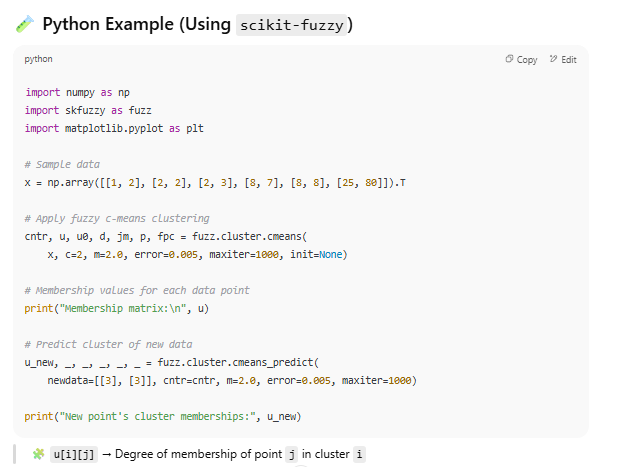 🧪 Python Example (Using scikit-fuzzy)
python
Copy Edit
import numpy as np
import skfuzzy as fuzz
import matplotlib.pyplot as plt
# Sample data
x = np.array([[1, 2], [2, 2], [2, 3], [8, 7], [8, 8], [25, 80]]).T
# Apply fuzzy c-means clustering
cntr, u, u0, d, jm, p, fpc = fuzz.cluster.cmeans(
    x, c=2, m=2.0, error=0.005, maxiter=1000, init=None)
# Membership values for each data point
print("Membership matrix:\n", u)
# Predict cluster of new data
u_new, _, _, _, _, _ = fuzz.cluster.cmeans_predict(
    newdata=[[3], [3]], cntr=cntr, m=2.0, error=0.005, maxiter=1000)
print("New point's cluster memberships:", u_new)
🧩 u[i][j] → Degree of membership of point j in cluster i